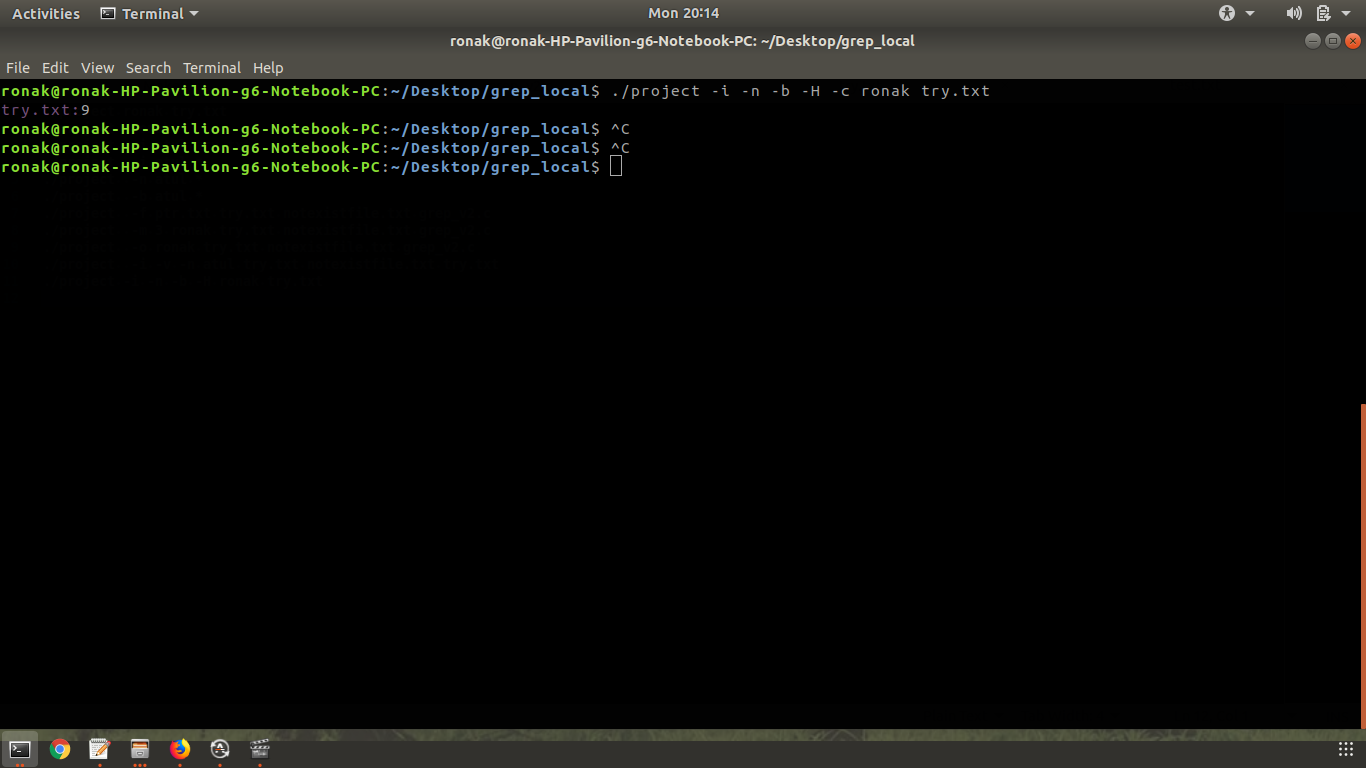 Activities Terminal Mon 20:14
ronak@ronak-HP-Pavilion-g6-Notebook-PC: ~/Desktop/grep_local
File Edit View Search Terminal Help
ronak@ronak-HP-Pavilion-g6-Notebook-PC:~/Desktop/grep_local$ ./project -i -n -b -H -c ronak try.txt
try.txt:9
ronak@ronak-HP-Pavilion-g6-Notebook-PC:~/Desktop/grep_local$ ^C
ronak@ronak-HP-Pavilion-g6-Notebook-PC:~/Desktop/grep_local$ ^C
ronak@ronak-HP-Pavilion-g6-Notebook-PC:~/Desktop/grep_local$